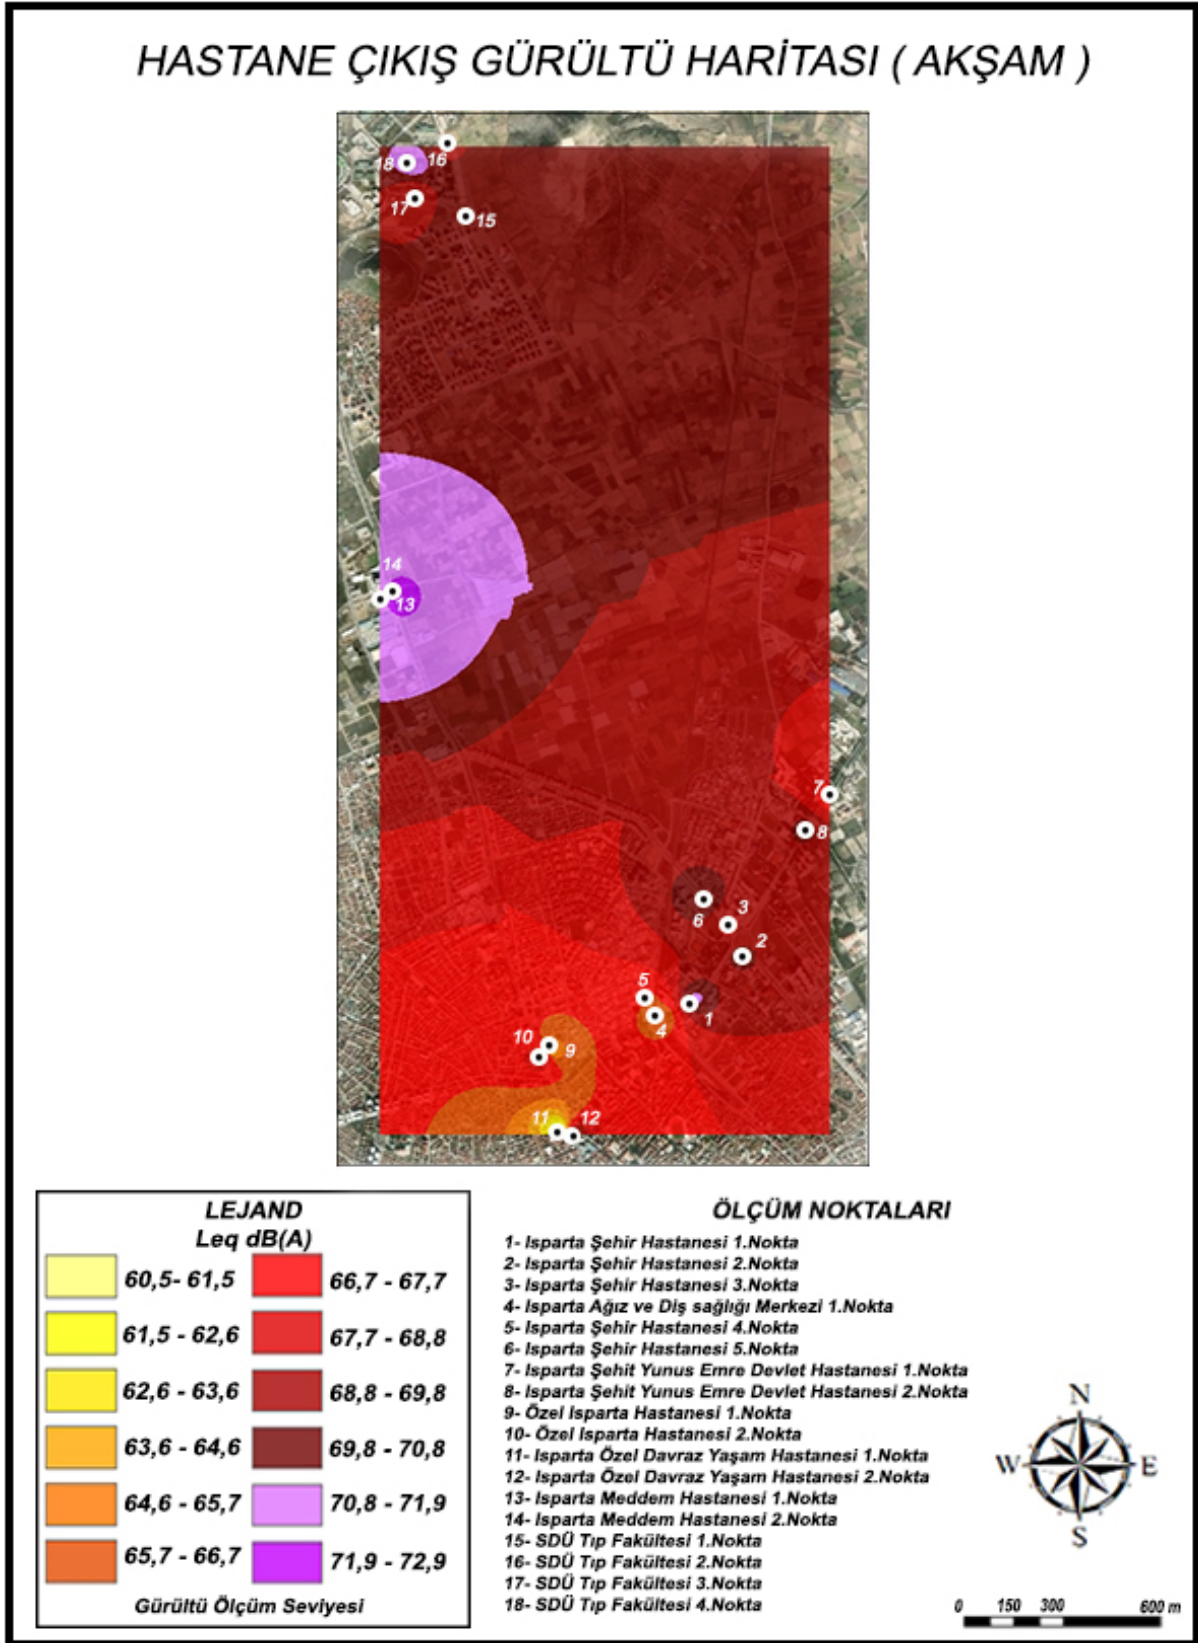 HASTANE ÇIKIŞ GÜRÜLTÜ HARİTASI ( AKŞAM )
18
16
17
15
14
13
7
8
6
3
2
5
4
1
10
9
11
12
LEJAND
Leq dB(A)
60,5- 61,5
66,7 - 67,7
61,5 - 62,6
67,7 - 68,8
62,6 - 63,6
68,8 - 69,8
63,6 - 64,6
69,8 - 70,8
64,6 - 65,7
70,8 - 71,9
65,7 - 66,7
71,9 - 72,9
Gürültü Ölçüm Seviyesi
ÖLÇÜM NOKTALARI
1- Isparta Şehir Hastanesi 1.Nokta
2- Isparta Şehir Hastanesi 2.Nokta
3- Isparta Şehir Hastanesi 3.Nokta
4- Isparta Ağız ve Diş sağlığı Merkezi 1.Nokta
5- Isparta Şehir Hastanesi 4.Nokta
6- Isparta Şehir Hastanesi 5.Nokta
7- Isparta Şehit Yunus Emre Devlet Hastanesi 1.Nokta
8- Isparta Şehit Yunus Emre Devlet Hastanesi 2.Nokta
9- Özel Isparta Hastanesi 1.Nokta
10- Özel Isparta Hastanesi 2.Nokta
11- Isparta Özel Davraz Yaşam Hastanesi 1.Nokta
12- Isparta Özel Davraz Yaşam Hastanesi 2.Nokta
13- Isparta Meddem Hastanesi 1.Nokta
14- Isparta Meddem Hastanesi 2.Nokta
15- SDÜ Tıp Fakültesi 1.Nokta
16- SDÜ Tıp Fakültesi 2.Nokta
17- SDÜ Tıp Fakültesi 3.Nokta
18- SDÜ Tıp Fakültesi 4.Nokta
N
W E
S
0 150 300 600 m